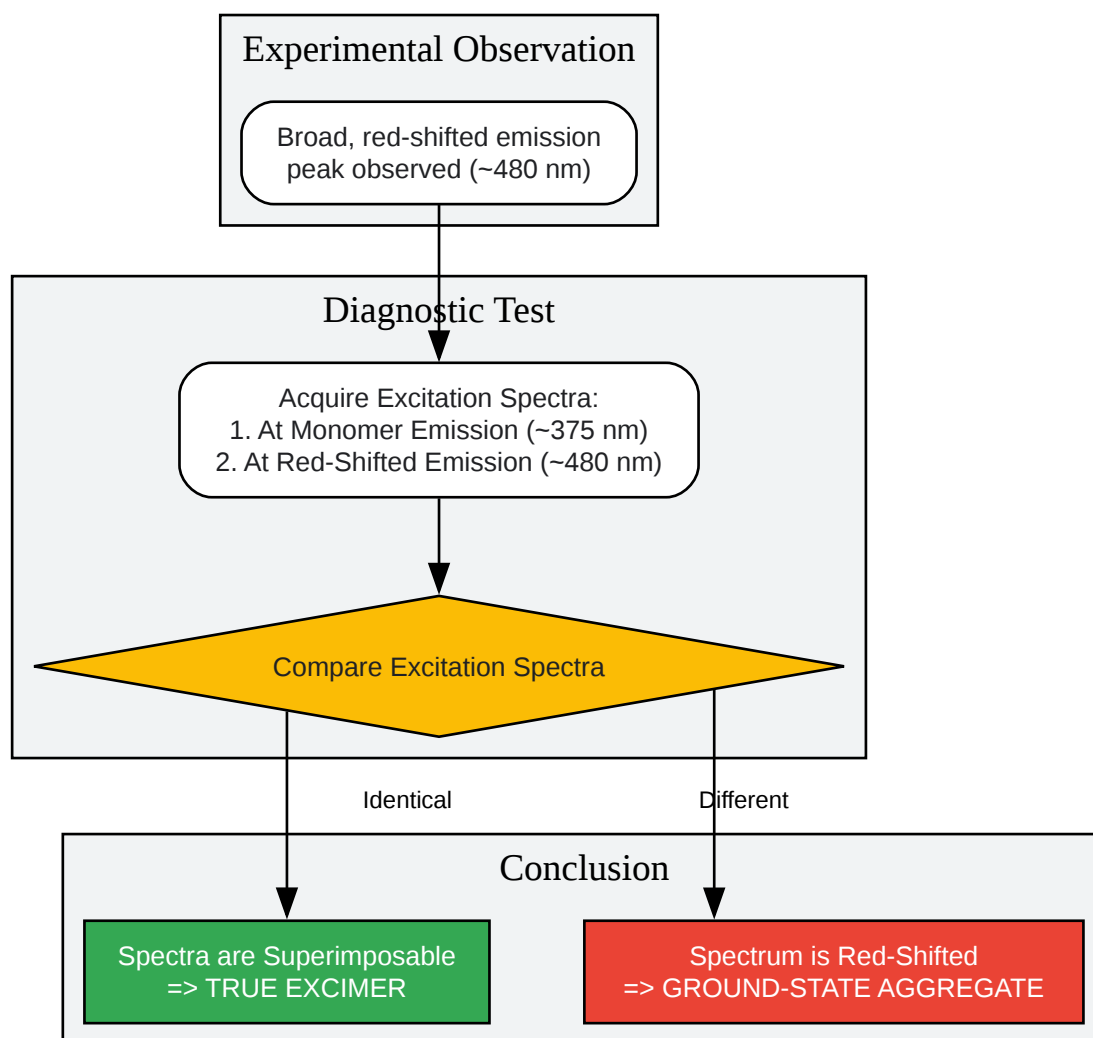 Experimental Observation
Broad, red-shifted emission
peak observed (~480 nm)
Diagnostic Test
Acquire Excitation Spectra:
1. At Monomer Emission (~375 nm)
2. At Red-Shifted Emission (~480 nm)
Compare Excitation Spectra
Identical
Different
Conclusion
Spectra are Superimposable
=> TRUE EXCIMER
Spectrum is Red-Shifted
=> GROUND-STATE AGGREGATE